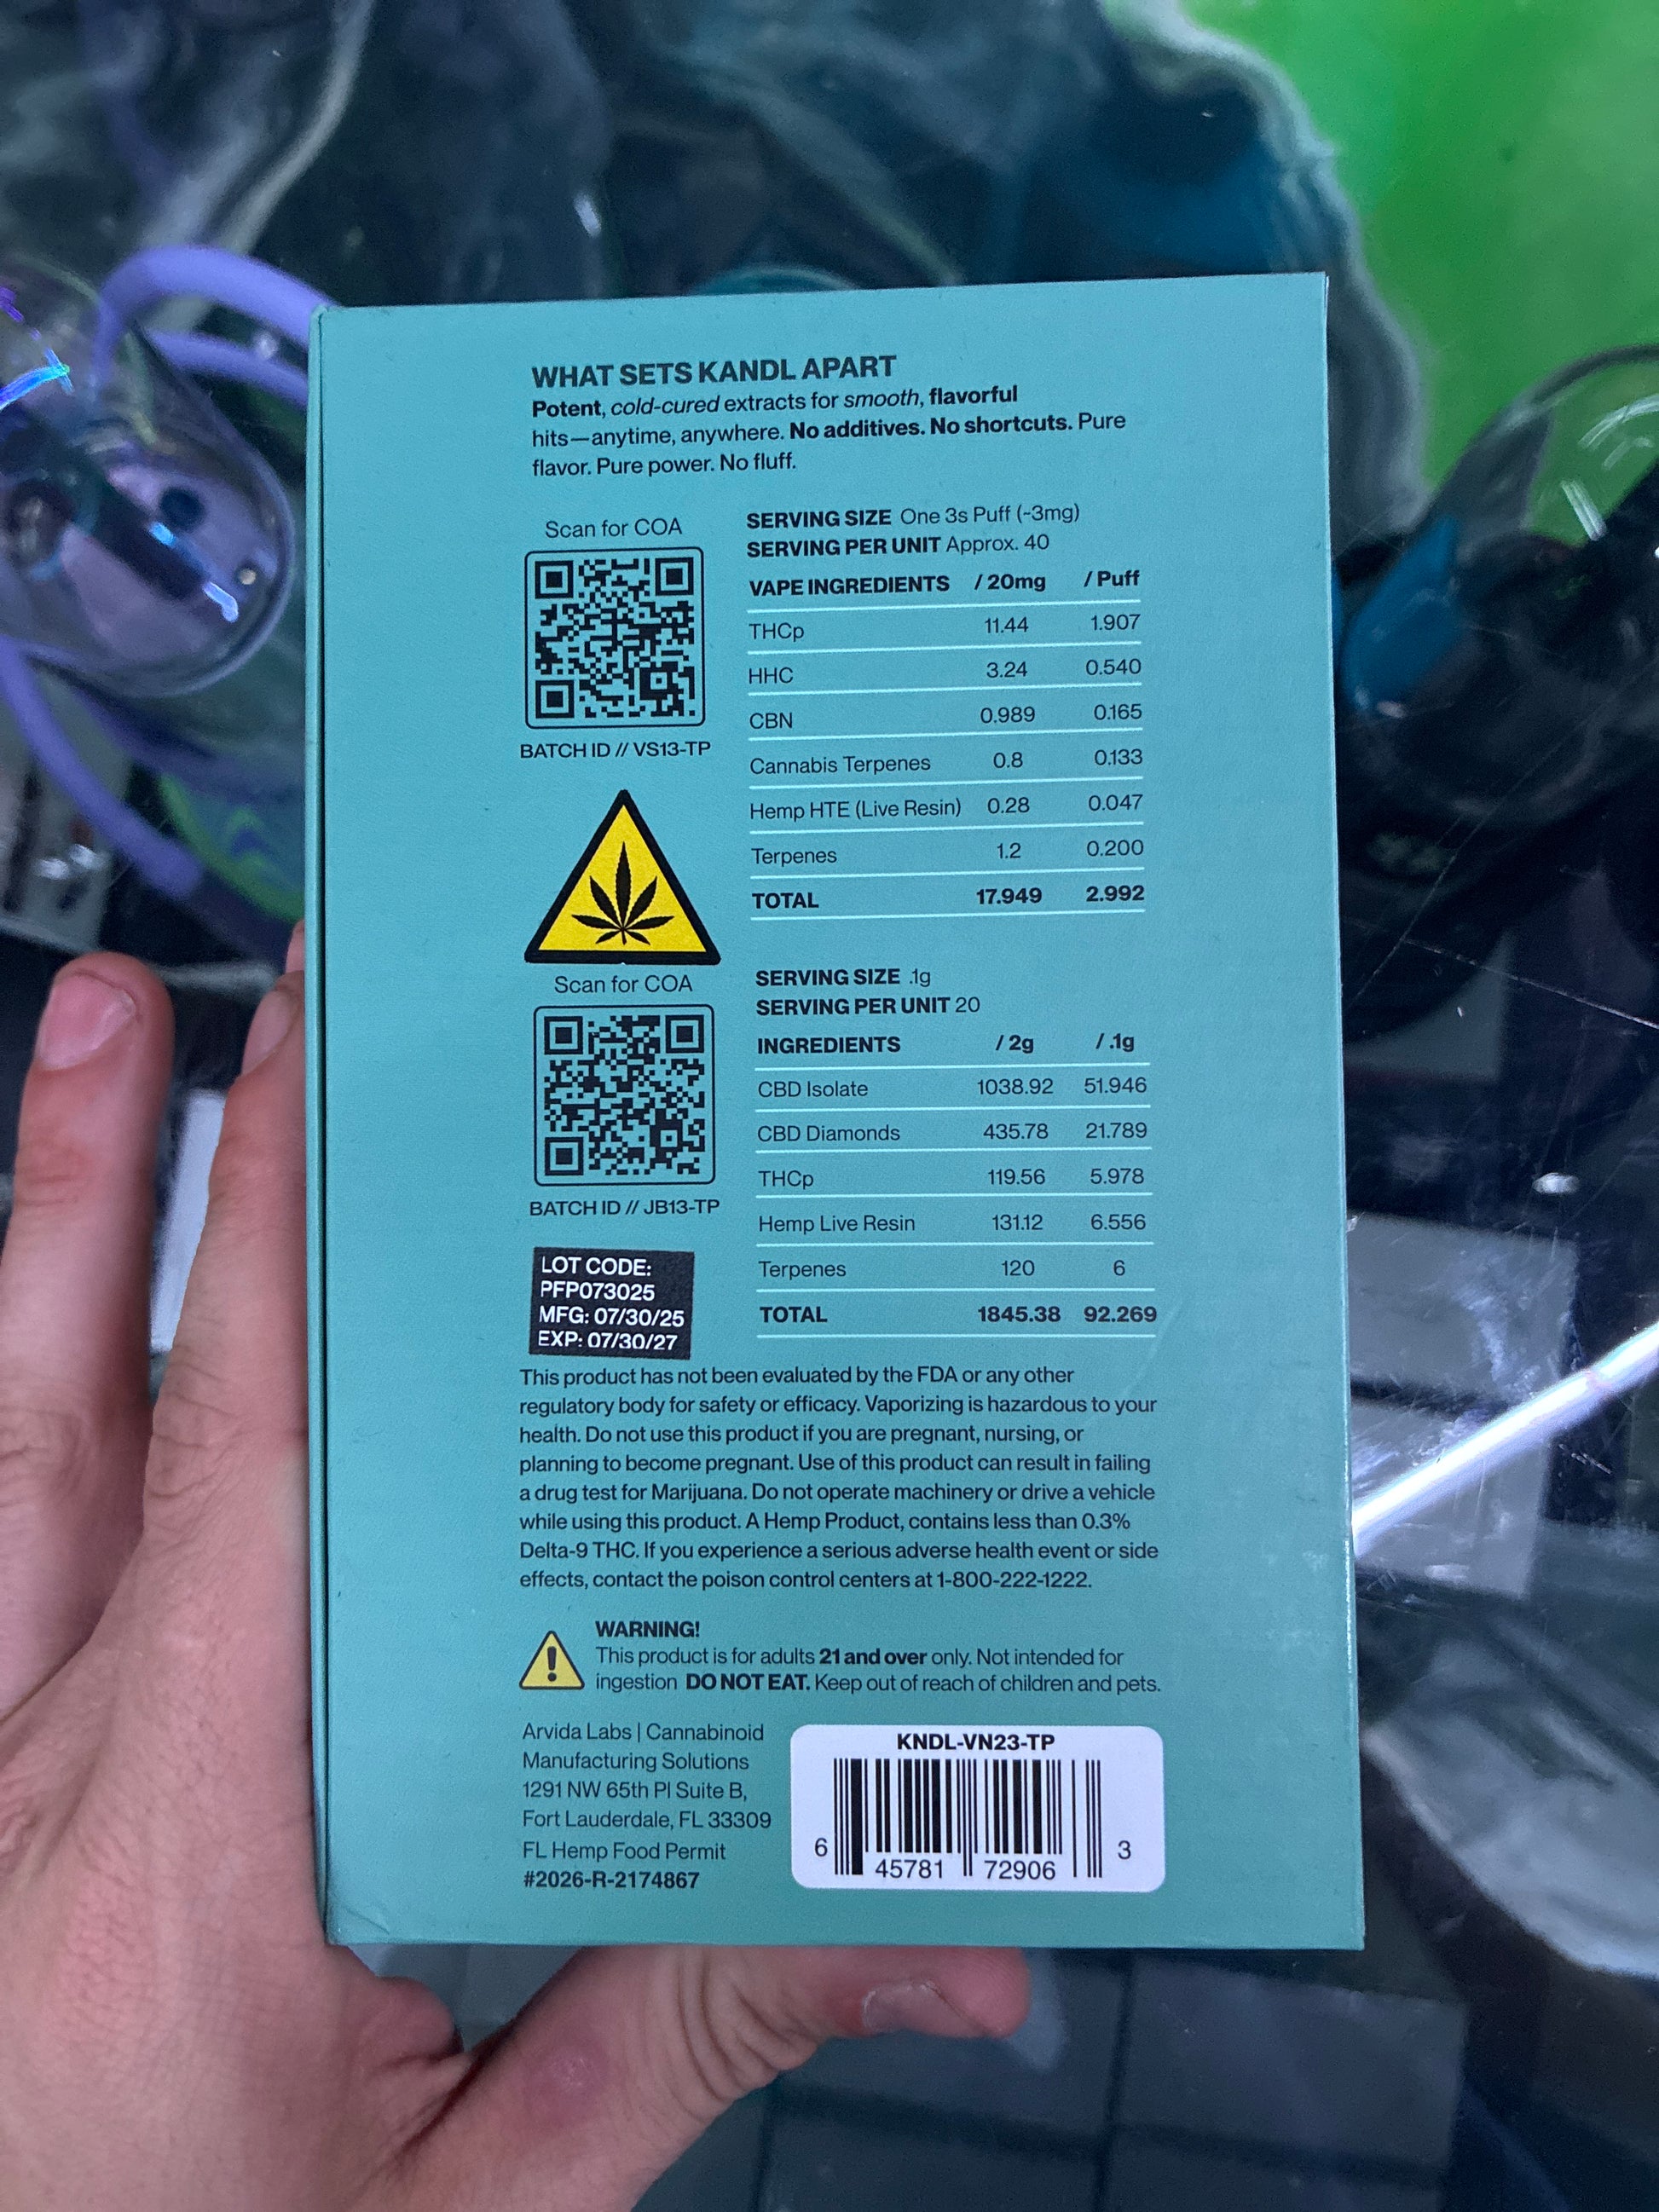 WHAT SETS KANDL APART
Potent, cold-cured extracts for smooth, flavorful
hits—anytime, anywhere. No additives. No shortcuts. Pure
flavor. Pure power. No fluff.
Scan for COA
BATCH ID // VS13-TP
SERVING SIZE One 3s Puff (~3mg)
SERVING PER UNIT Approx. 40
VAPE INGREDIENTS / 20mg / Puff
THCp 11.44 1.907
HHC 3.24 0.540
CBN 0.989 0.165
Cannabis Terpenes 0.8 0.133
Hemp HTE (Live Resin) 0.28 0.047
Terpenes 1.2 0.200
TOTAL 17.949 2.992
Scan for COA
BATCH ID // JB13-TP
SERVING SIZE .1g
SERVING PER UNIT 20
INGREDIENTS / 2g / .1g
CBD Isolate 1038.92 51.946
CBD Diamonds 435.78 21.789
THCp 119.56 5.978
Hemp Live Resin 131.12 6.556
Terpenes 120 6
TOTAL 1845.38 92.269
LOT CODE:
PFP073025
MFG: 07/30/25
EXP: 07/30/27
This product has not been evaluated by the FDA or any other
regulatory body for safety or efficacy. Vaporizing is hazardous to your
health. Do not use this product if you are pregnant, nursing, or
planning to become pregnant. Use of this product can result in failing
a drug test for Marijuana. Do not operate machinery or drive a vehicle
while using this product. A Hemp Product, contains less than 0.3%
Delta-9 THC. If you experience a serious adverse health event or side
effects, contact the poison control centers at 1-800-222-1222.
WARNING!
This product is for adults 21 and over only. Not intended for
ingestion DO NOT EAT. Keep out of reach of children and pets.
Arvida Labs | Cannabinoid
Manufacturing Solutions
1291 NW 65th Pl Suite B,
Fort Lauderdale, FL 33309
FL Hemp Food Permit
#2026-R-2174867
KNDL-VN23-TP
6 45781 72906 3